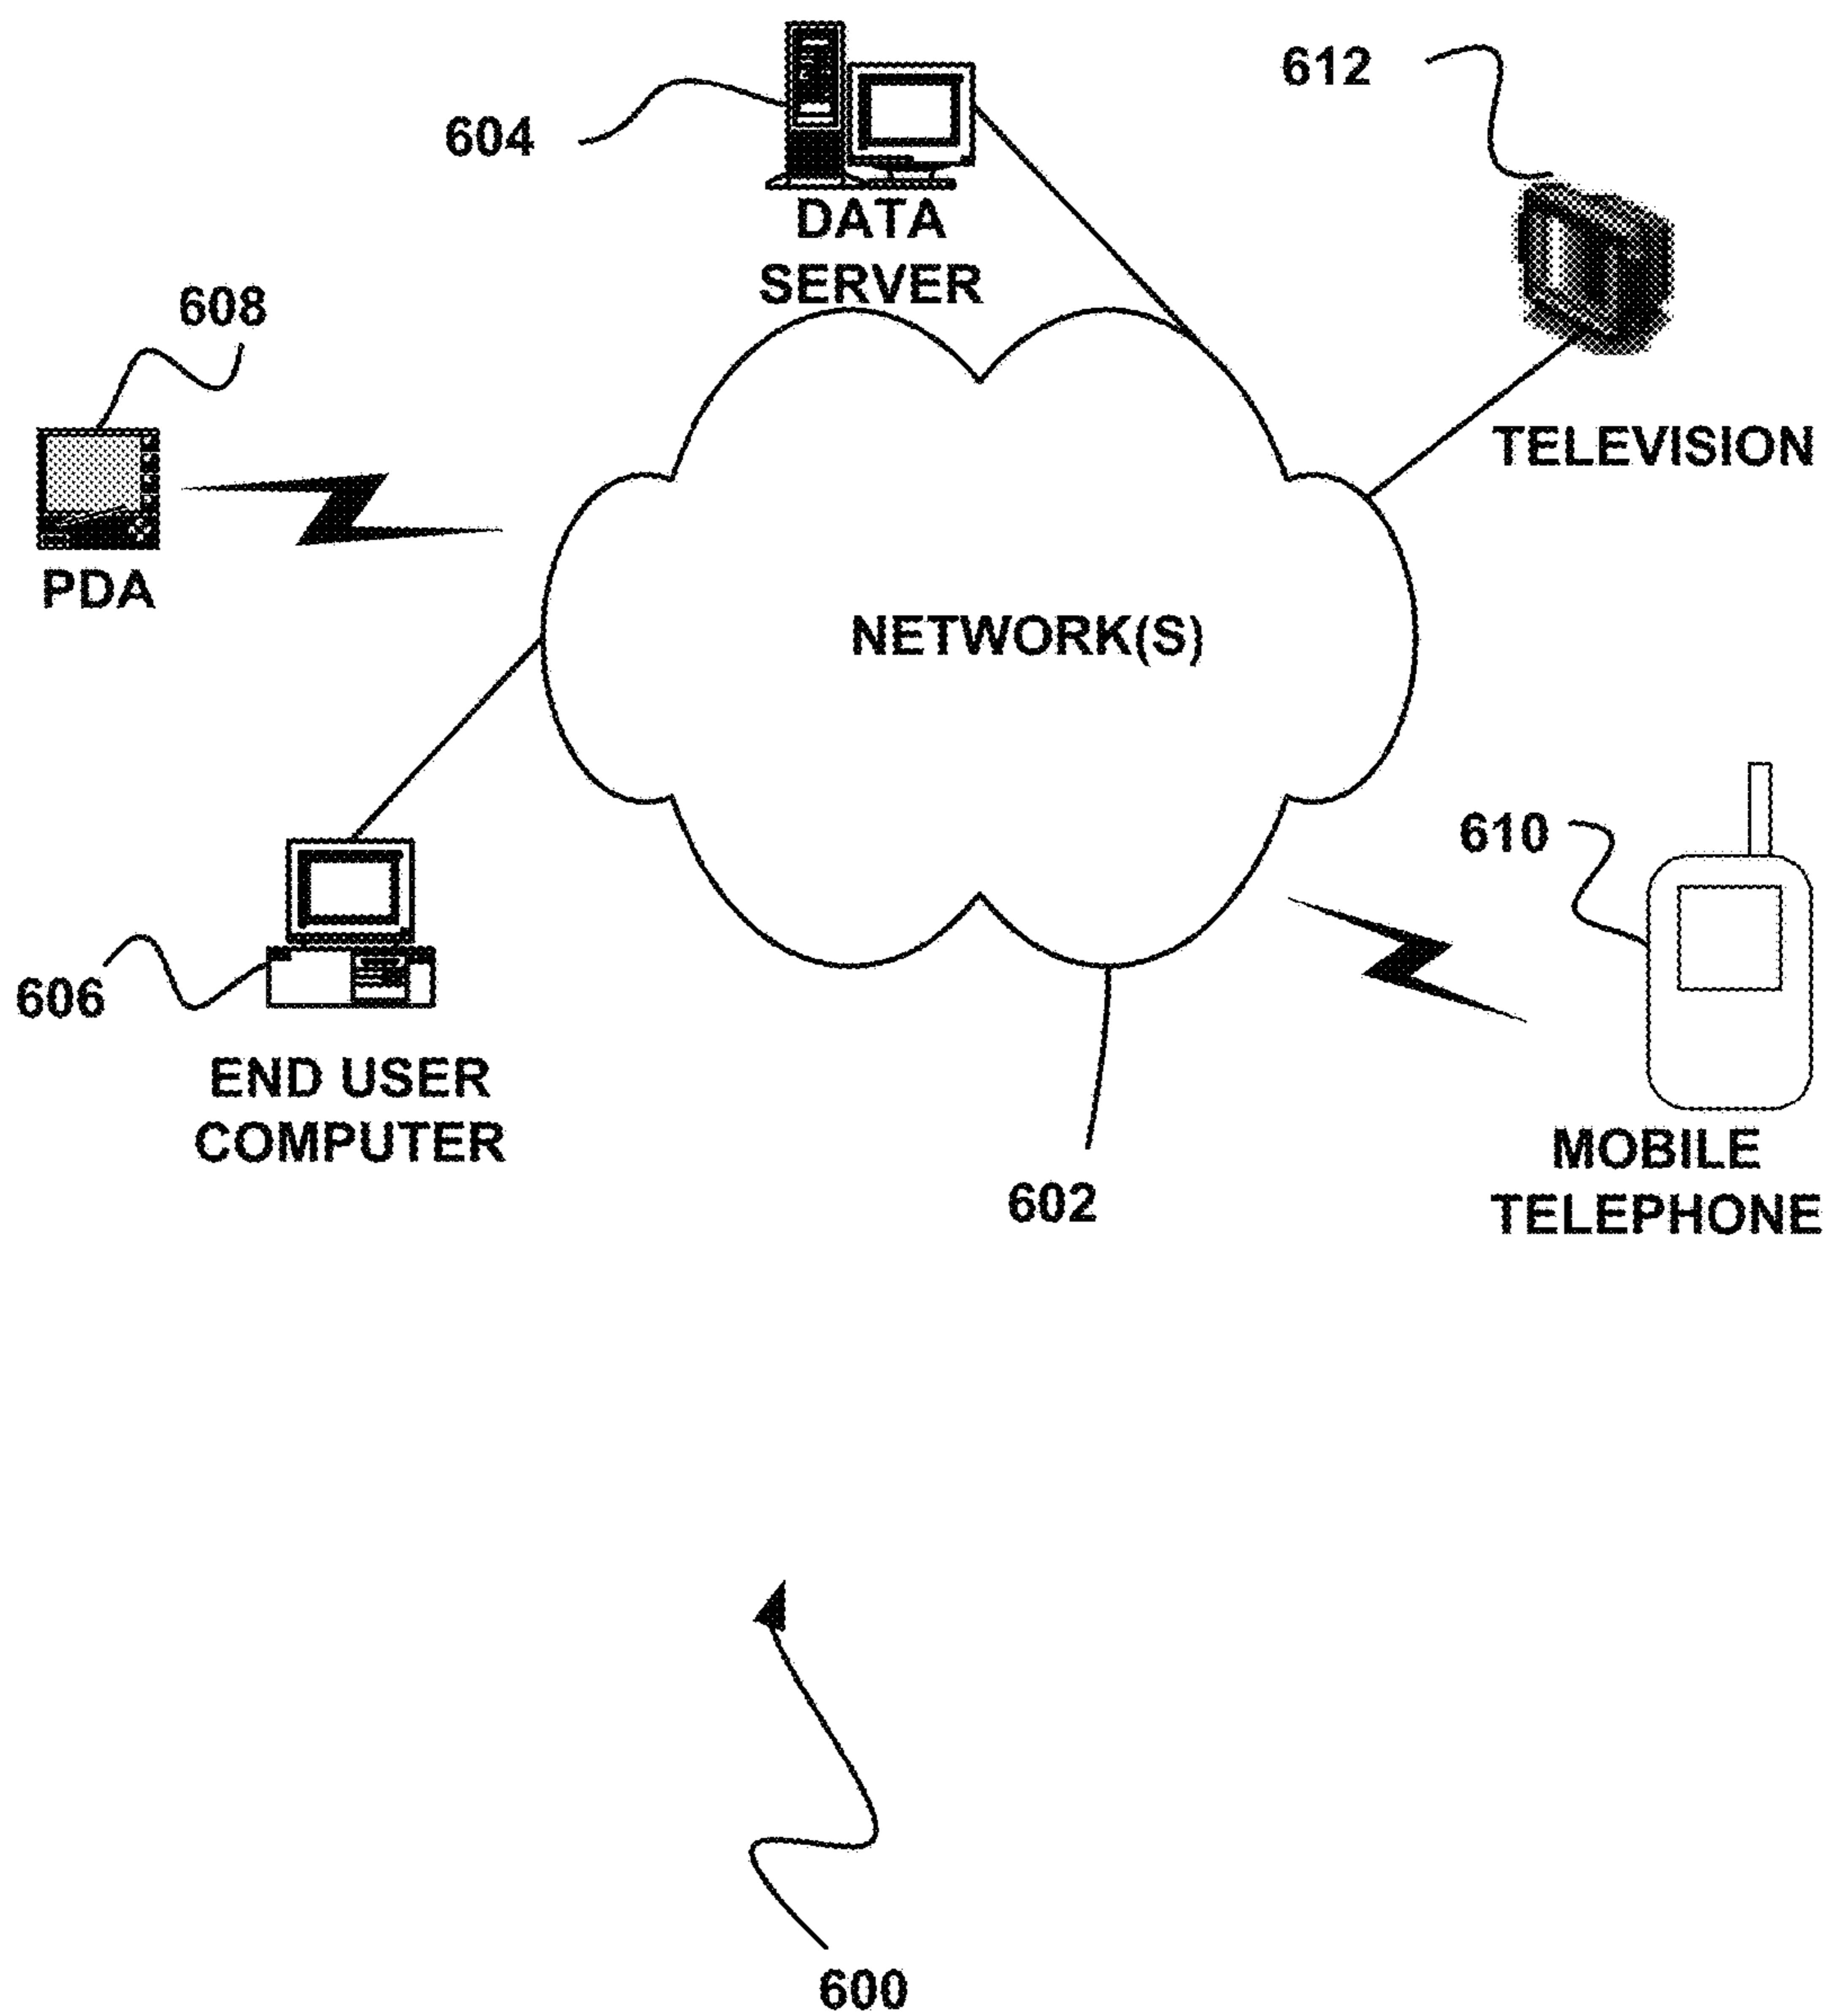 612
604
DATA
SERVER
608
TELEVISION
PDA
NETWORK(S)
610
606
END USER
COMPUTER
MOBILE
TELEPHONE
602
600